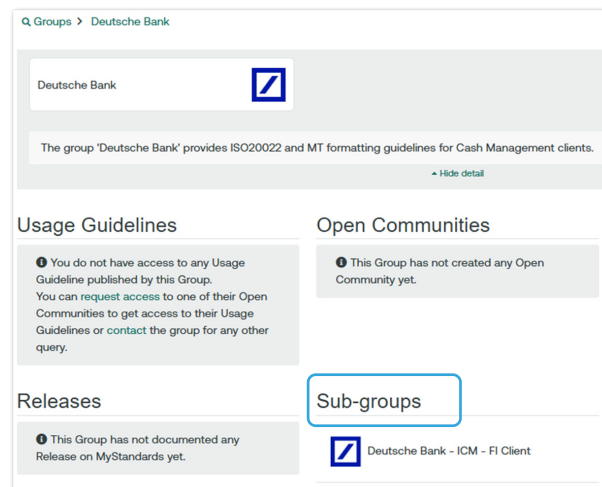 Groups > Deutsche Bank
Deutsche Bank
The group 'Deutsche Bank' provides ISO20022 and MT formatting guidelines for Cash Management clients.
Hide detail
Usage Guidelines
You do not have access to any Usage
Guideline published by this Group.
You can request access to one of their Open
Communities to get access to their Usage
Guidelines or contact the group for any other
query.
Open Communities
This Group has not created any Open
Community yet.
Releases
This Group has not documented any
Release on MyStandards yet.
Sub-groups
Deutsche Bank - ICM - FI Client